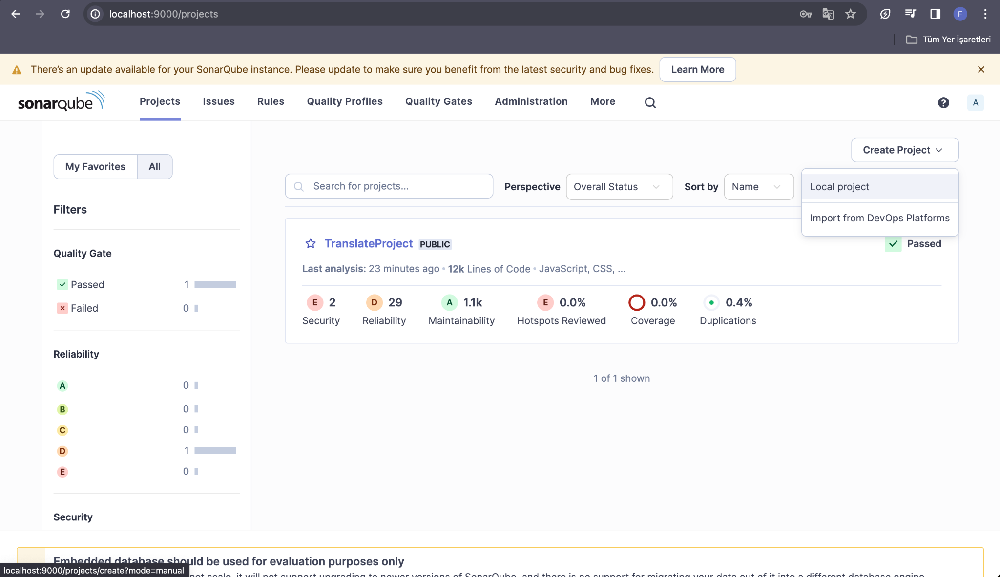 localhost:9000/projects
F
Tüm Yer İşaretleri
There’s an update available for your SonarQube instance. Please update to make sure you benefit from the latest security and bug fixes. Learn More
sonarqube Projects Issues Rules Quality Profiles Quality Gates Administration More A
Create Project
My Favorites All
Search for projects... Perspective Overall Status Sort by Name
Local project
Import from DevOps Platforms
Filters
Quality Gate
Passed 1
Failed 0
Reliability
A 0
B 0
C 0
D 1
E 0
Security
TranslateProject PUBLIC Passed
Last analysis: 23 minutes ago • 12k Lines of Code • JavaScript, CSS, ...
E 2 D 29 A 1.1k E 0.0% 0.0% 0.4%
Security Reliability Maintainability Hotspots Reviewed Coverage Duplications
1 of 1 shown
Embedded database should be used for evaluation purposes only
localhost:9000/projects/create?mode=manual
not scale, it will not support upgrading to newer versions of SonarQube, and there is no support for migrating your data out of it into a different database engine.